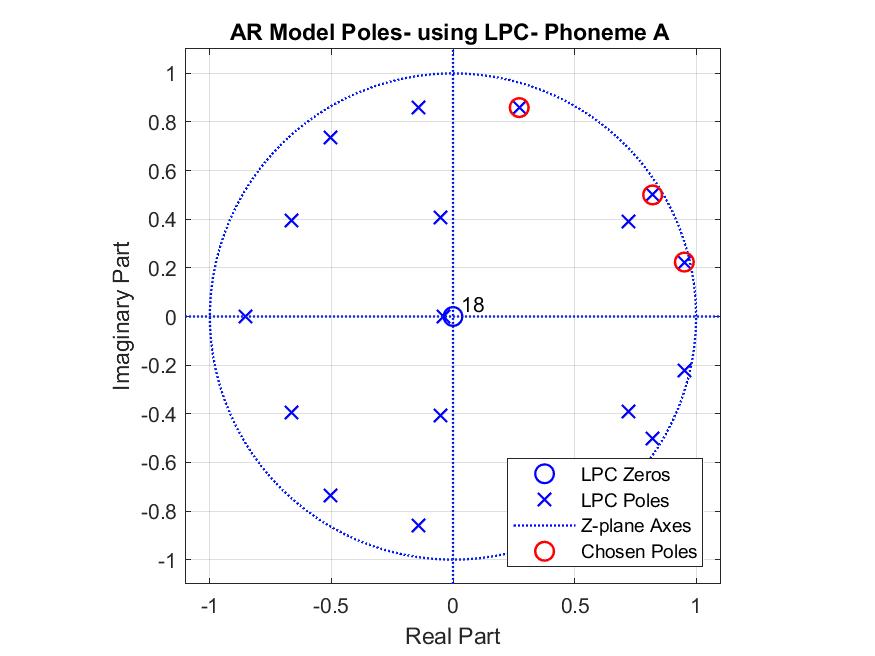 AR Model Poles- using LPC- Phoneme A
1
0.8
0.6
0.4
0.2
0
-0.2
-0.4
-0.6
-0.8
-1
Imaginary Part
18
LPC Zeros
LPC Poles
Z-plane Axes
Chosen Poles
-1
-0.5
0
0.5
1
Real Part